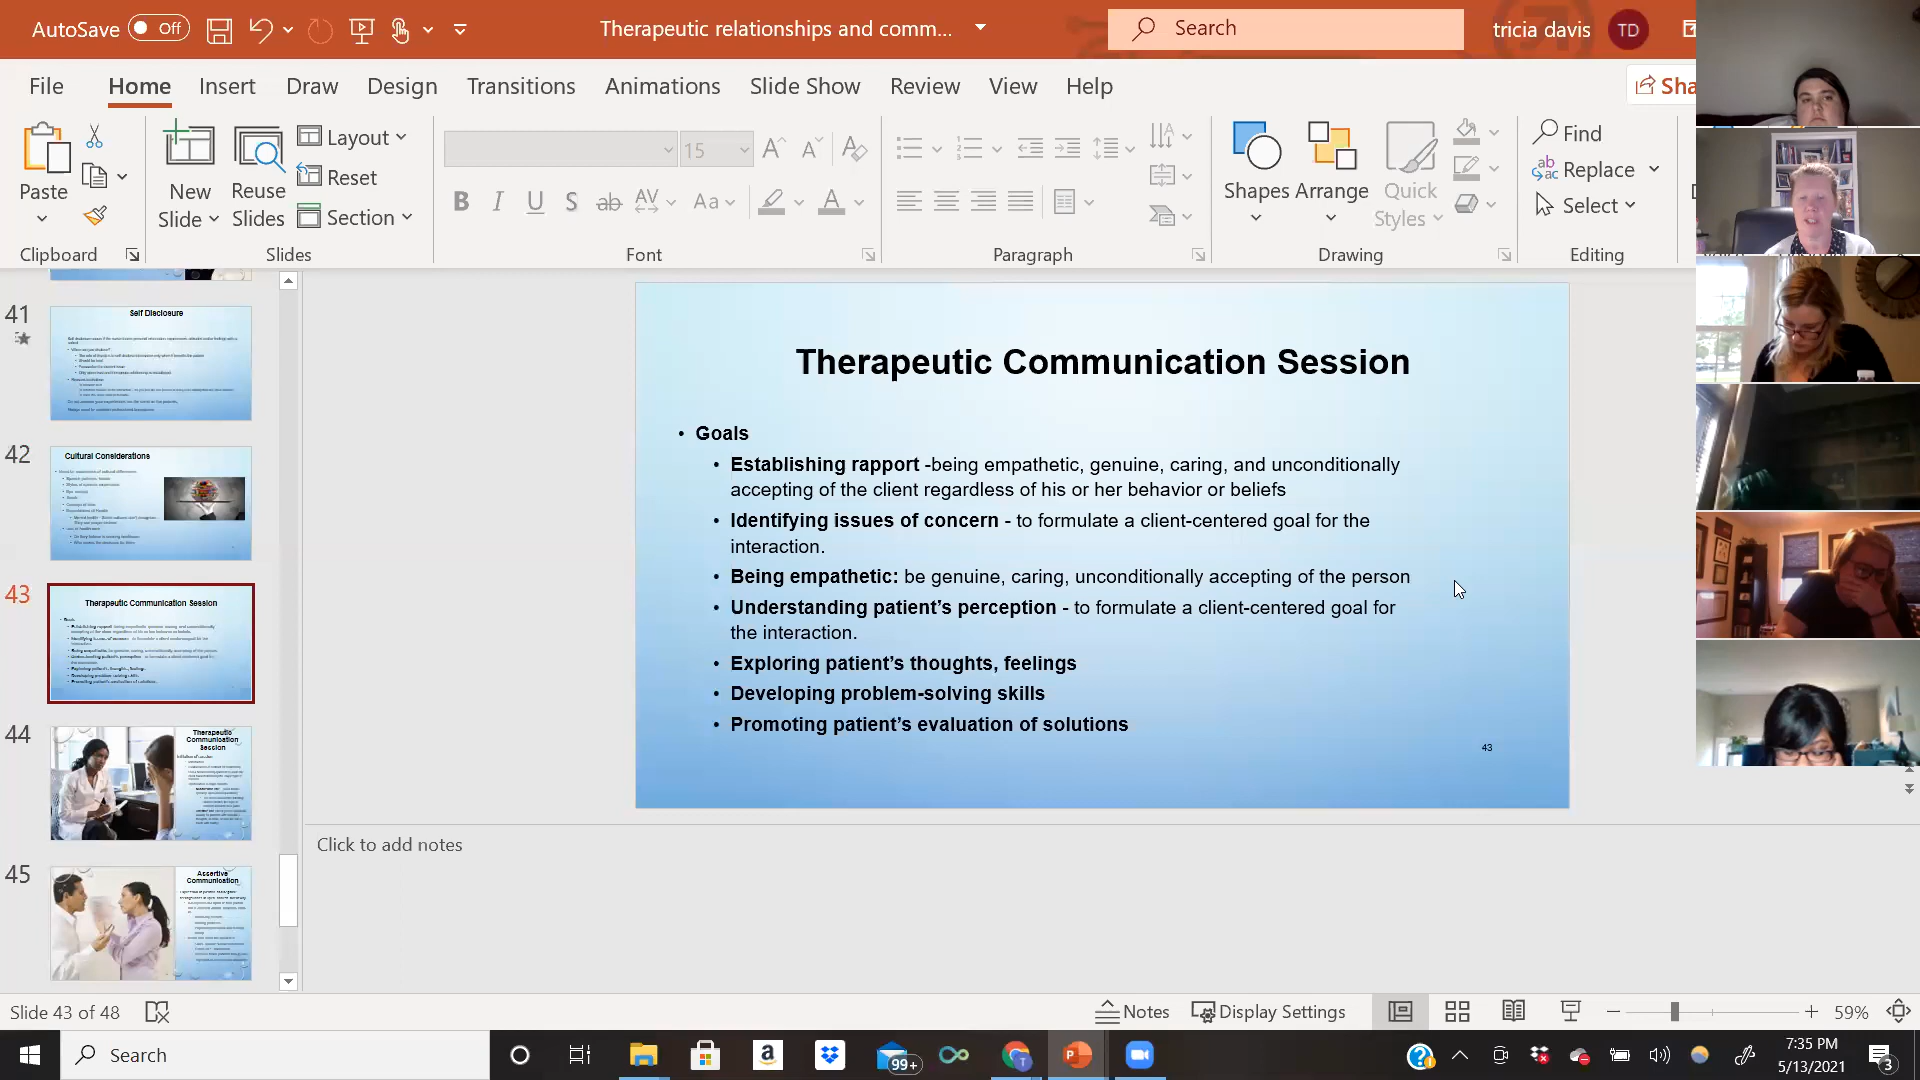 AutoSave Off
Therapeutic relationships and comm...
Search
tricia davis TD
File Home Insert Draw Design Transitions Animations Slide Show Review View Help Sha
Paste
Clipboard
New Slide
Reuse Slides
Layout
Reset
Section
Slides
15
Font
Paragraph
Shapes Arrange Quick Styles
Drawing
Find
Replace
Select
Editing
41
Self Disclosure
42
Cultural Considerations
43
Therapeutic Communication Session
44
Therapeutic
Communication
Session
45
Assertive
Communication
Therapeutic Communication Session
• Goals
• Establishing rapport -being empathetic, genuine, caring, and unconditionally
accepting of the client regardless of his or her behavior or beliefs
• Identifying issues of concern - to formulate a client-centered goal for the
interaction.
• Being empathetic: be genuine, caring, unconditionally accepting of the person
• Understanding patient's perception - to formulate a client-centered goal for
the interaction.
• Exploring patient's thoughts, feelings
• Developing problem-solving skills
• Promoting patient's evaluation of solutions
43
Click to add notes
Slide 43 of 48
Notes Display Settings 59%
Search
99+
7:35 PM
5/13/2021
3